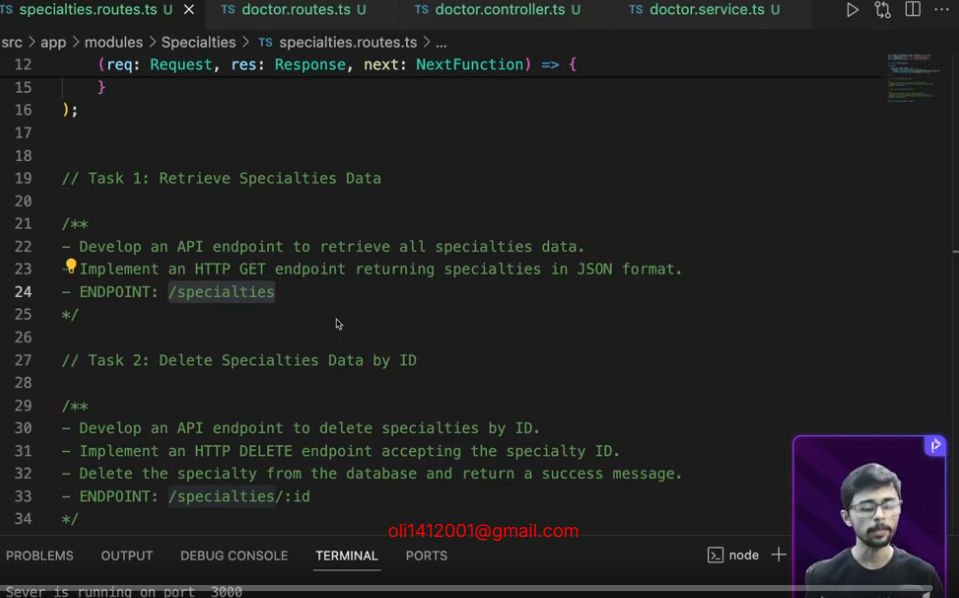 TS specialties.routes.ts U ×
TS doctor.routes.ts U
TS doctor.controller.ts U
TS doctor.service.ts U
src > app > modules > Specialties > TS specialties.routes.ts > ...
12 (req: Request, res: Response, next: NextFunction) => {
15 }
16 );
17
18
19 // Task 1: Retrieve Specialties Data
20
21 /**
22 - Develop an API endpoint to retrieve all specialties data.
23 - Implement an HTTP GET endpoint returning specialties in JSON format.
24 - ENDPOINT: /specialties
25 */
26
27 // Task 2: Delete Specialties Data by ID
28
29 /**
30 - Develop an API endpoint to delete specialties by ID.
31 - Implement an HTTP DELETE endpoint accepting the specialty ID.
32 - Delete the specialty from the database and return a success message.
33 - ENDPOINT: /specialties/:id
34 */
oli1412001@gmail.com
PROBLEMS OUTPUT DEBUG CONSOLE TERMINAL PORTS node
Sever is running on port 3000